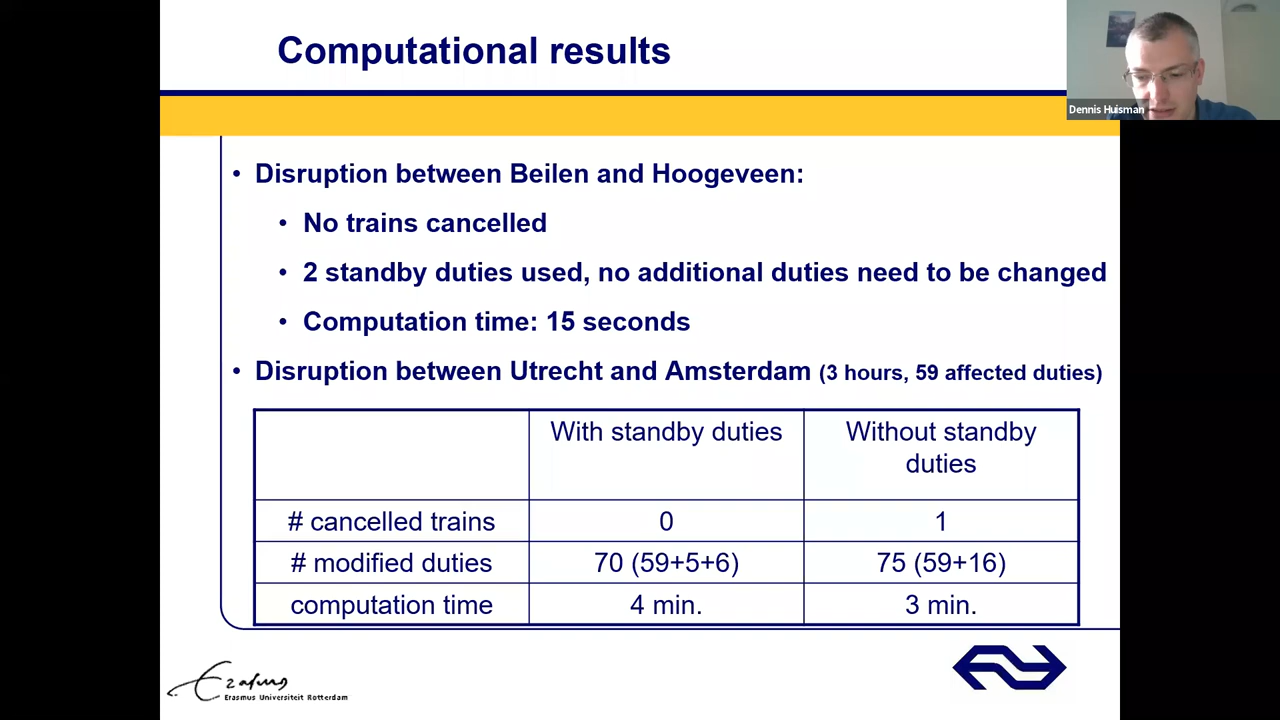 Computational results
Dennis Huisman
• Disruption between Beilen and Hoogeveen:
• No trains cancelled
• 2 standby duties used, no additional duties need to be changed
• Computation time: 15 seconds
• Disruption between Utrecht and Amsterdam (3 hours, 59 affected duties)
With standby duties
Without standby
duties
# cancelled trains 0 1
# modified duties 70 (59+5+6) 75 (59+16)
computation time 4 min. 3 min.
Erasmus
Erasmus Universiteit Rotterdam